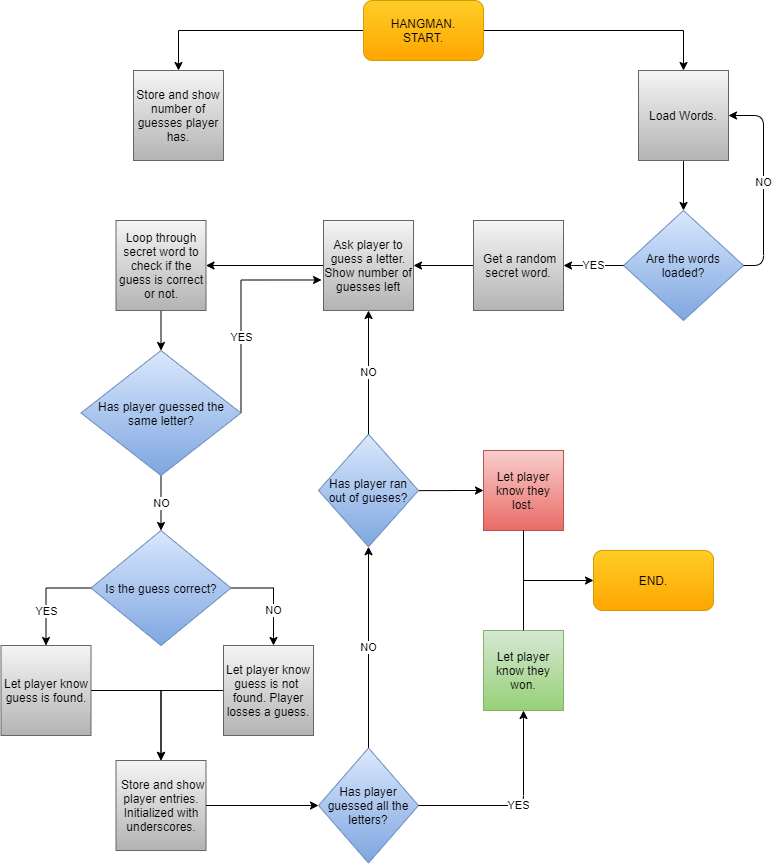 HANGMAN.
START.
Store and show
number of
guesses player
has.
Load Words.
NO
Loop through
secret word to
check if the
guess is correct
or not.
Ask player to
guess a letter.
Show number of
guesses left
Get a random
secret word.
YES
Are the words
loaded?
YES
Has player guessed the
same letter?
NO
NO
Has player ran
out of gueses?
Let player
know they
lost.
Is the guess correct?
YES
NO
END.
Let player know
guess is found.
Let player know
guess is not
found. Player
losses a guess.
NO
Let player
know they
won.
Store and show
player entries.
Initialized with
underscores.
Has player
guessed all the
letters?
YES